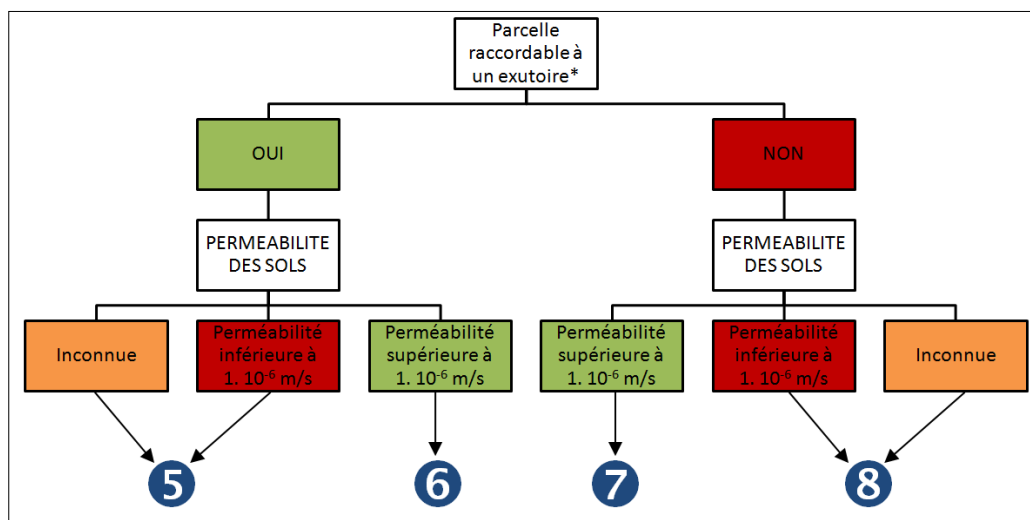 Parcelle
raccordable à
un exutoire*
OUI
NON
PERMEABILITE
DES SOLS
PERMEABILITE
DES SOLS
Inconnue
Perméabilité
inférieure à
1. 10⁻⁶ m/s
Perméabilité
supérieure à
1. 10⁻⁶ m/s
Perméabilité
supérieure à
1. 10⁻⁶ m/s
Perméabilité
inférieure à
1. 10⁻⁶ m/s
Inconnue
5
6
7
8